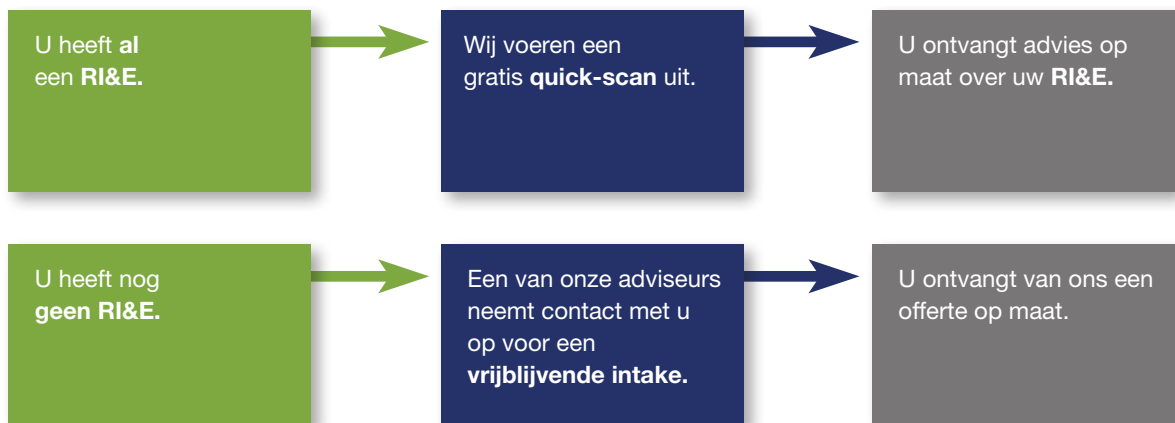 U heeft al
een RI&E.
Wij voeren een
gratis quick-scan uit.
U ontvangt advies op
maat over uw RI&E.
U heeft nog
geen RI&E.
Een van onze adviseurs
neemt contact met u
op voor een
vrijblijvende intake.
U ontvangt van ons een
offerte op maat.